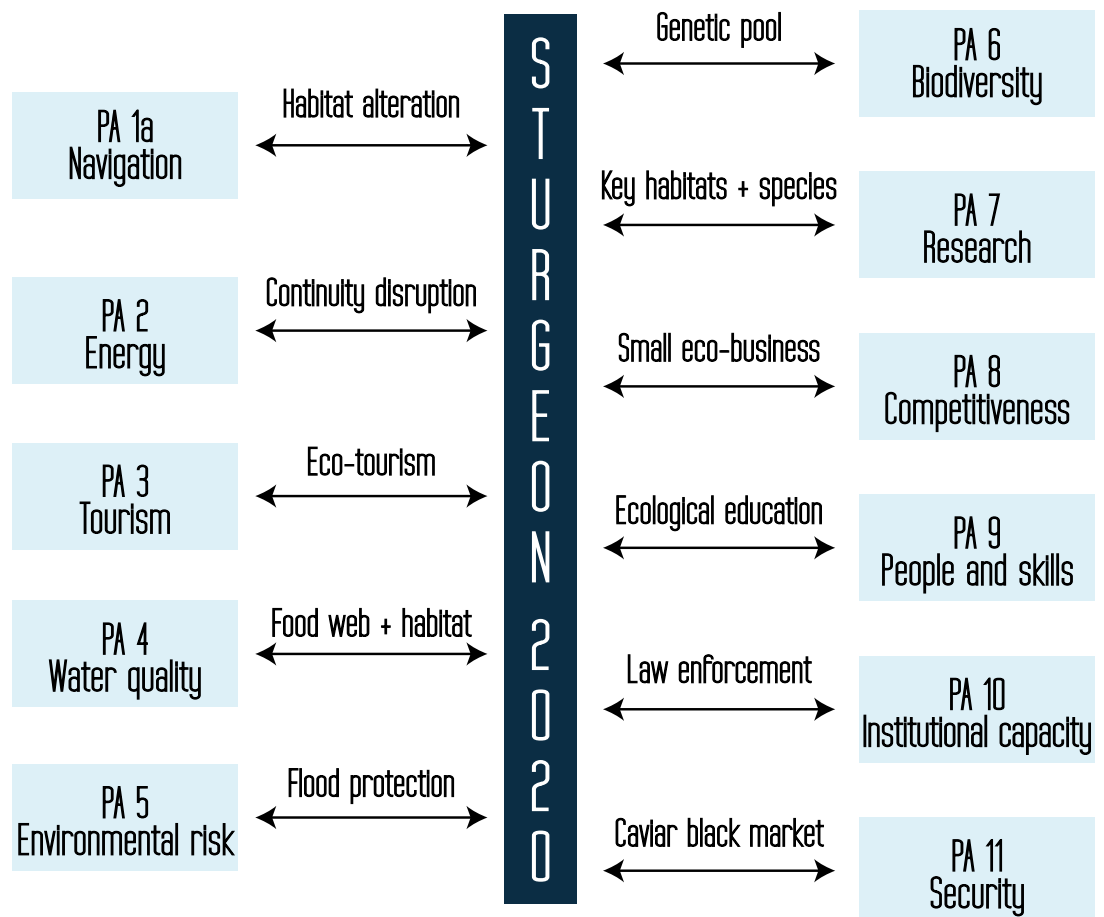 PA 1a
Navigation
Habitat alteration
PA 2
Energy
Continuity disruption
PA 3
Tourism
Eco-tourism
PA 4
Water quality
Food web + habitat
PA 5
Environmental risk
Flood protection
STURGEON 2020
Genetic pool
PA 6
Biodiversity
Key habitats + species
PA 7
Research
Small eco-business
PA 8
Competitiveness
Ecological education
PA 9
People and skills
Law enforcement
PA 10
Institutional capacity
Caviar black market
PA 11
Security